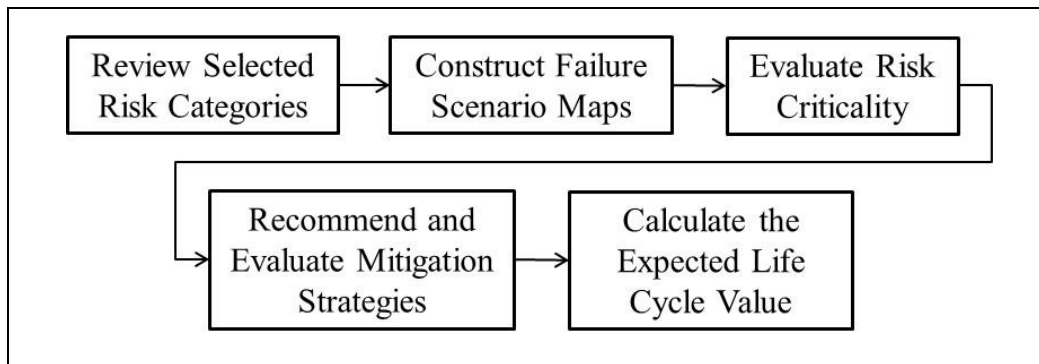 Review Selected
Risk Categories
Construct Failure
Scenario Maps
Evaluate Risk
Criticality
Recommend and
Evaluate Mitigation
Strategies
Calculate the
Expected Life
Cycle Value